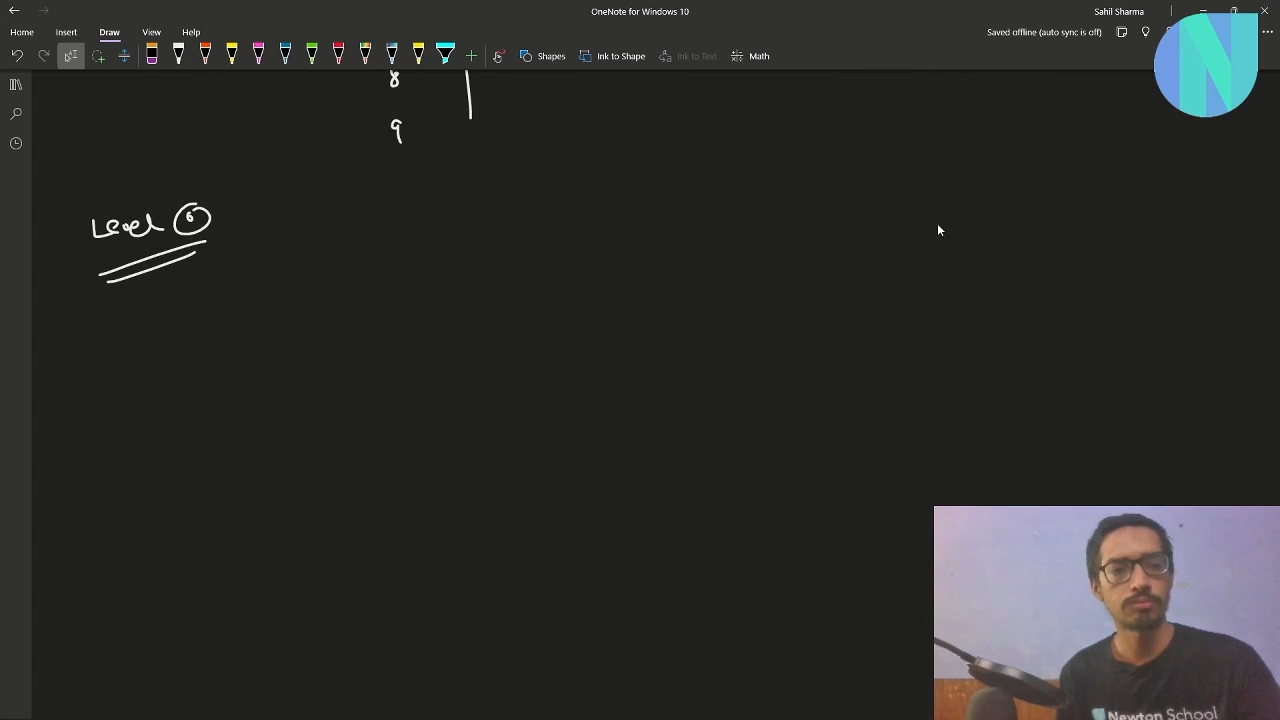 OneNote for Windows 10
Sahil Sharma
Home Insert Draw View Help
Saved offline (auto sync is off)
Shapes Ink to Shape Ink to Text Math
8
9
Level 6
Newton School